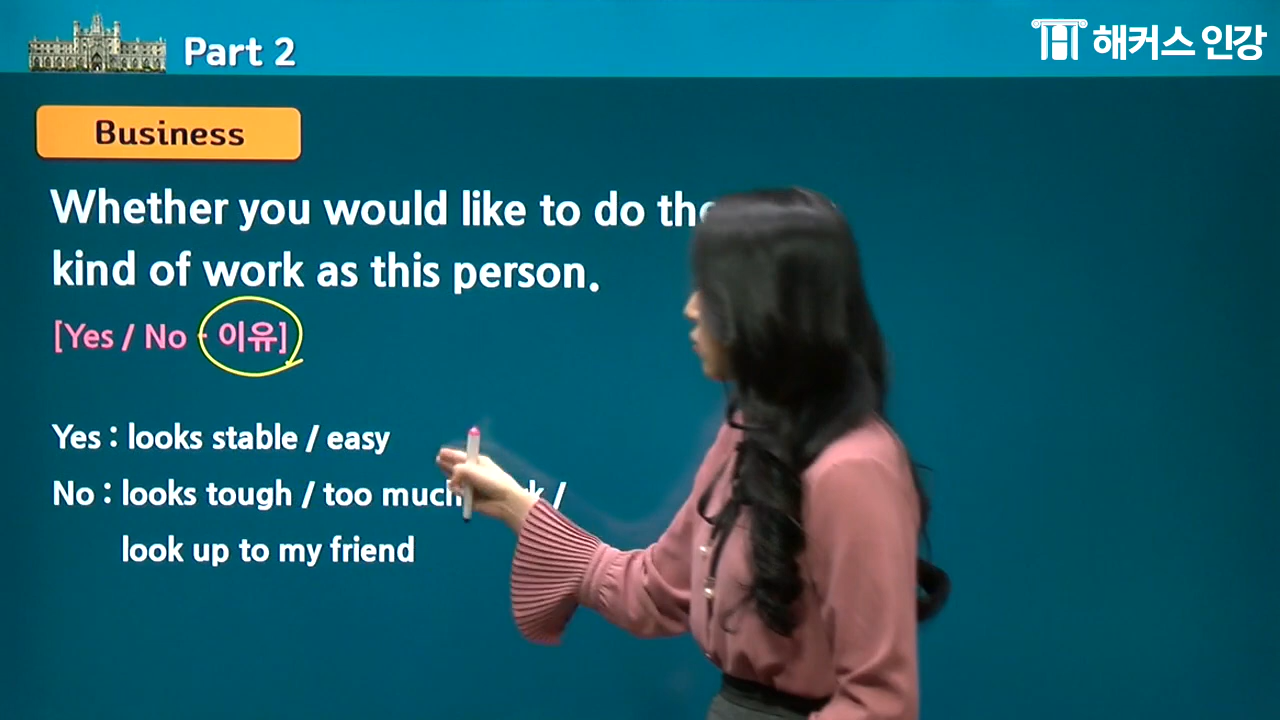 Part 2
해커스 인강
Business
Whether you would like to do the
kind of work as this person.
[Yes / No - 이유]
Yes : looks stable / easy
No : looks tough / too much /
look up to my friend